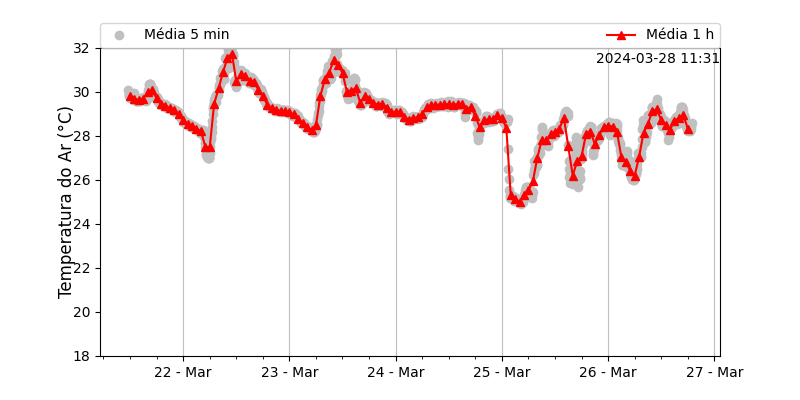 Média 5 min
Média 1 h
2024-03-28 11:31
Temperatura do Ar (°C)
32
30
28
26
24
22
20
18
22 - Mar
23 - Mar
24 - Mar
25 - Mar
26 - Mar
27 - Mar